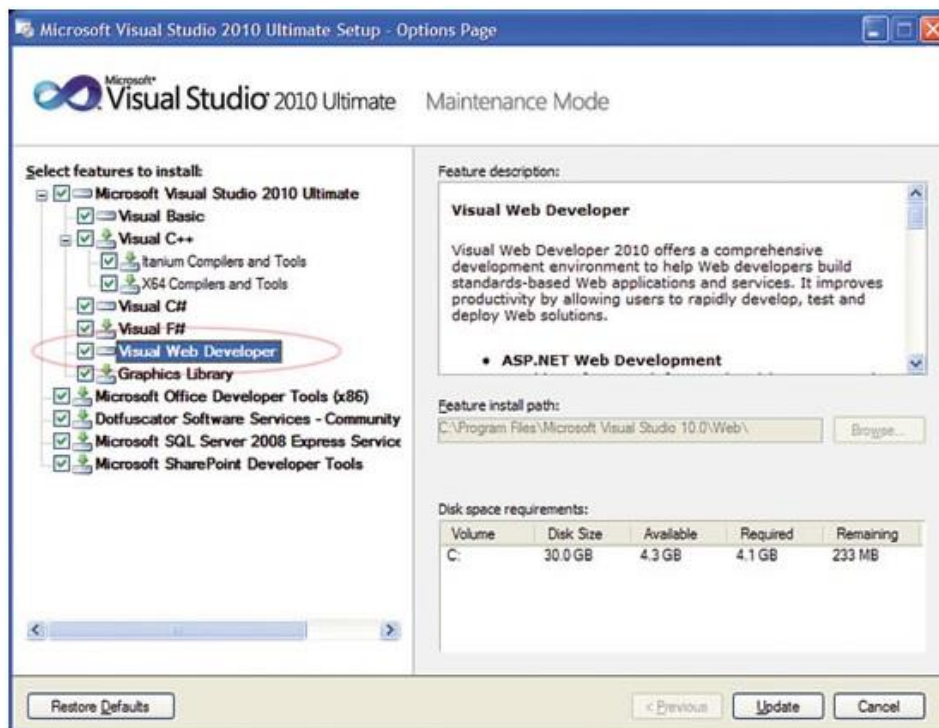 Microsoft Visual Studio 2010 Ultimate Setup - Options Page
Microsoft®
Visual Studio 2010 Ultimate Maintenance Mode
Select features to install:
Microsoft Visual Studio 2010 Ultimate
Visual Basic
Visual C++
Itanium Compilers and Tools
X64 Compilers and Tools
Visual C#
Visual F#
Visual Web Developer
Graphics Library
Microsoft Office Developer Tools (x86)
Dotfuscator Software Services - Community
Microsoft SQL Server 2008 Express Service
Microsoft SharePoint Developer Tools
Feature description:
Visual Web Developer
Visual Web Developer 2010 offers a comprehensive
development environment to help Web developers build
standards-based Web applications and services. It improves
productivity by allowing users to rapidly develop, test and
deploy Web solutions.
• ASP.NET Web Development
Feature install path:
C:\Program Files\Microsoft Visual Studio 10.0\Web\
Browse...
Disk space requirements:
Volume Disk Size Available Required Remaining
C: 30.0 GB 4.3 GB 4.1 GB 233 MB
Restore Defaults
< Previous
Update
Cancel